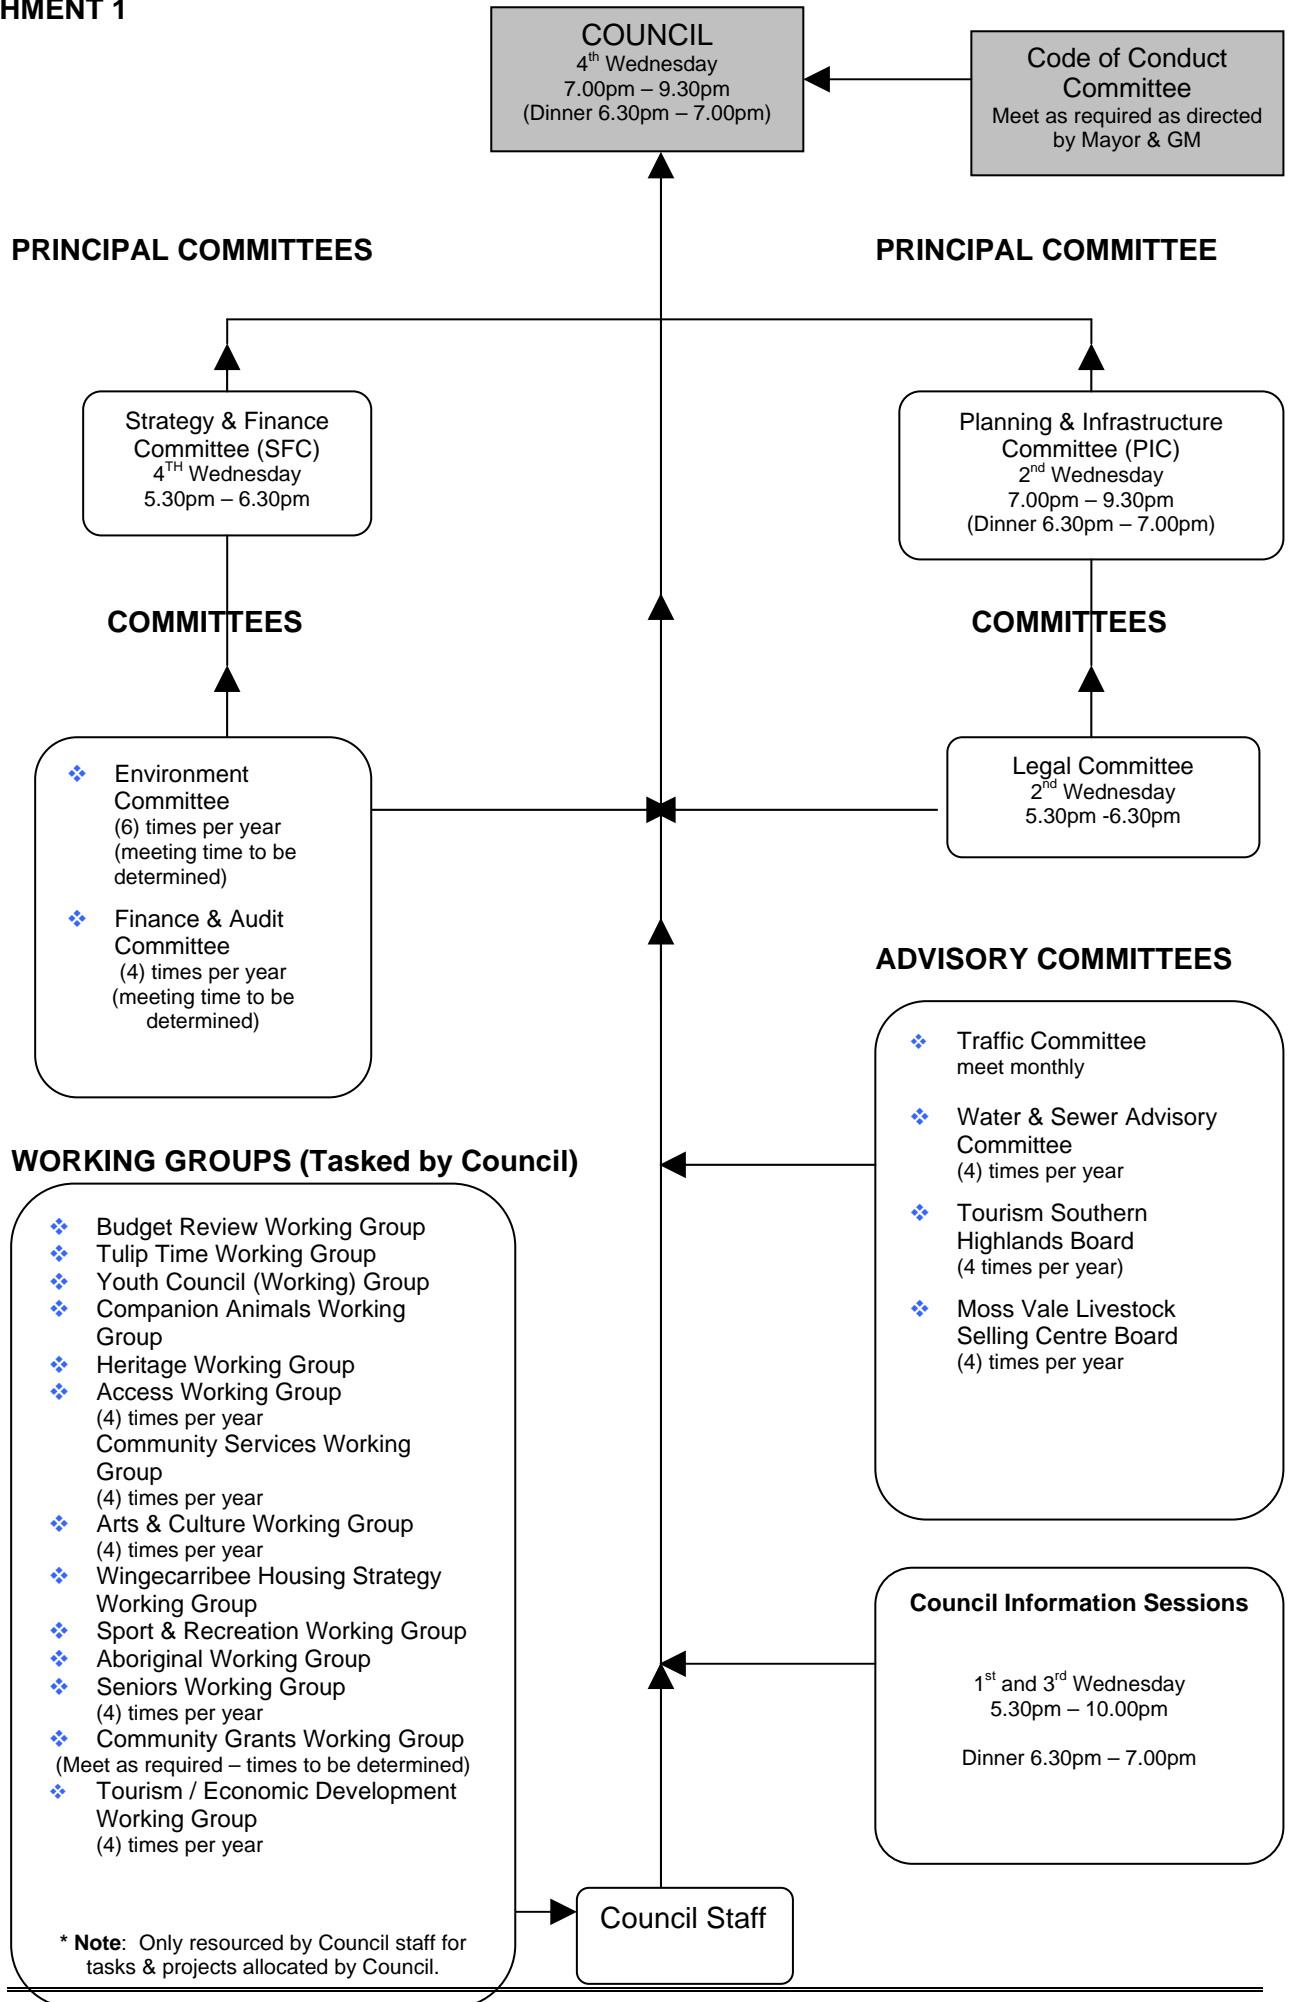 HMENT 1
COUNCIL
4th Wednesday
7.00pm – 9.30pm
(Dinner 6.30pm – 7.00pm)
Code of Conduct
Committee
Meet as required as directed
by Mayor & GM
PRINCIPAL COMMITTEES
PRINCIPAL COMMITTEE
Strategy & Finance
Committee (SFC)
4TH Wednesday
5.30pm – 6.30pm
Planning & Infrastructure
Committee (PIC)
2nd Wednesday
7.00pm – 9.30pm
(Dinner 6.30pm – 7.00pm)
COMMITTEES
COMMITTEES
❖ Environment
Committee
(6) times per year
(meeting time to be
determined)
❖ Finance & Audit
Committee
(4) times per year
(meeting time to be
determined)
Legal Committee
2nd Wednesday
5.30pm -6.30pm
ADVISORY COMMITTEES
❖ Traffic Committee
meet monthly
❖ Water & Sewer Advisory
Committee
(4) times per year
❖ Tourism Southern
Highlands Board
(4 times per year)
❖ Moss Vale Livestock
Selling Centre Board
(4) times per year
WORKING GROUPS (Tasked by Council)
❖ Budget Review Working Group
❖ Tulip Time Working Group
❖ Youth Council (Working) Group
❖ Companion Animals Working
Group
❖ Heritage Working Group
❖ Access Working Group
(4) times per year
Community Services Working
Group
(4) times per year
❖ Arts & Culture Working Group
(4) times per year
❖ Wingecarribee Housing Strategy
Working Group
❖ Sport & Recreation Working Group
❖ Aboriginal Working Group
❖ Seniors Working Group
(4) times per year
❖ Community Grants Working Group
(Meet as required – times to be determined)
❖ Tourism / Economic Development
Working Group
(4) times per year
* Note: Only resourced by Council staff for
tasks & projects allocated by Council.
Council Information Sessions
1st and 3rd Wednesday
5.30pm – 10.00pm
Dinner 6.30pm – 7.00pm
Council Staff